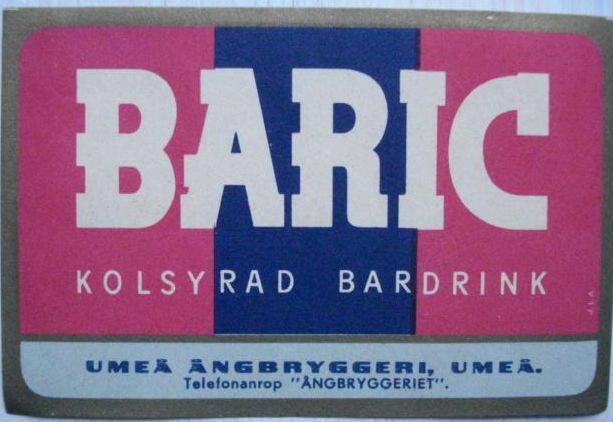 BARIC
KOLSYRAD BARDRINK
J.L.A.
UMEÅ ÅNGBRYGGERI, UMEÅ.
Telefonanrop "ÅNGBRYGGERIET".